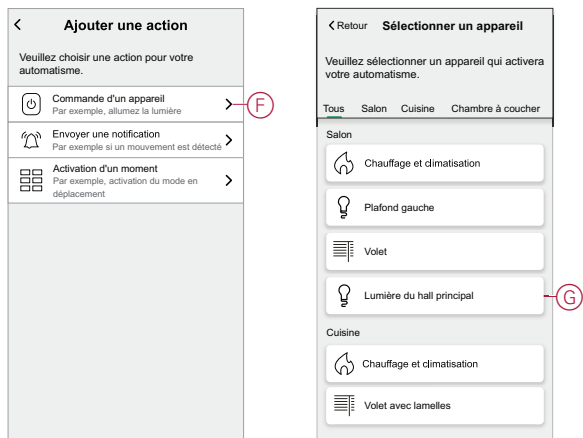 Ajouter une action
Veuillez choisir une action pour votre
automatisme.
Commande d'un appareil
Par exemple, allumez la lumière
F
Envoyer une notification
Par exemple si un mouvement est détecté
Activation d'un moment
Par exemple, activation du mode en
déplacement
Retour Sélectionner un appareil
Veuillez sélectionner un appareil qui activera
votre automatisme.
Tous Salon Cuisine Chambre à coucher
Salon
Chauffage et climatisation
Plafond gauche
Volet
Lumière du hall principal
G
Cuisine
Chauffage et climatisation
Volet avec lamelles